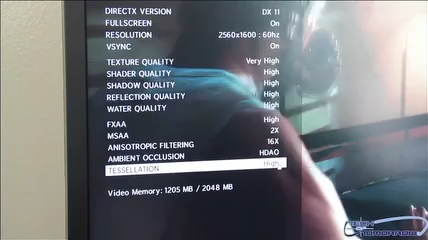 DIRECTX VERSION DX 11
FULLSCREEN On
RESOLUTION 2560x1600 : 60hz
VSYNC On
TEXTURE QUALITY Very High
SHADER QUALITY High
SHADOW QUALITY High
REFLECTION QUALITY High
WATER QUALITY High
FXAA High
MSAA 2X
ANISOTROPIC FILTERING 16X
AMBIENT OCCLUSION HDAO
TESSELLATION High
Video Memory: 1205 MB / 2048 MB